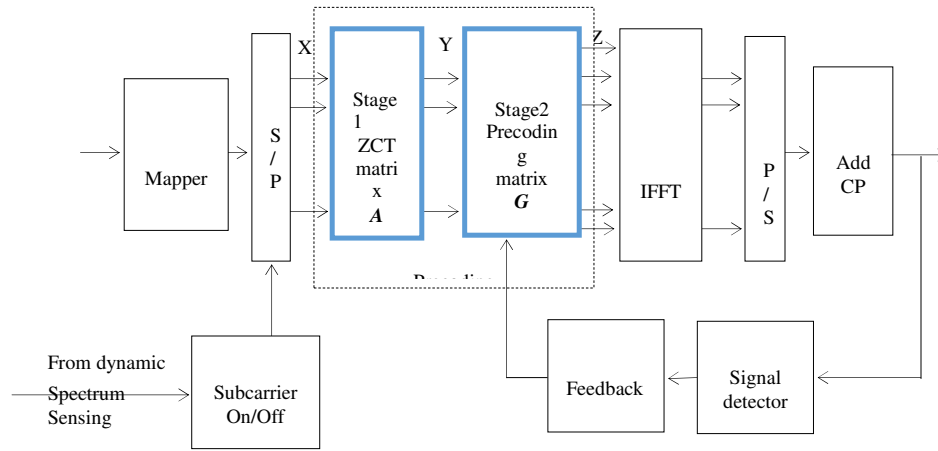 X
Y
Z
Mapper
S
/
P
Stage
1
ZCT
matri
x
A
Stage2
Precodin
g
matrix
G
IFFT
P
/
S
Add
CP
From dynamic
Spectrum
Sensing
Subcarrier
On/Off
Feedback
Signal
detector